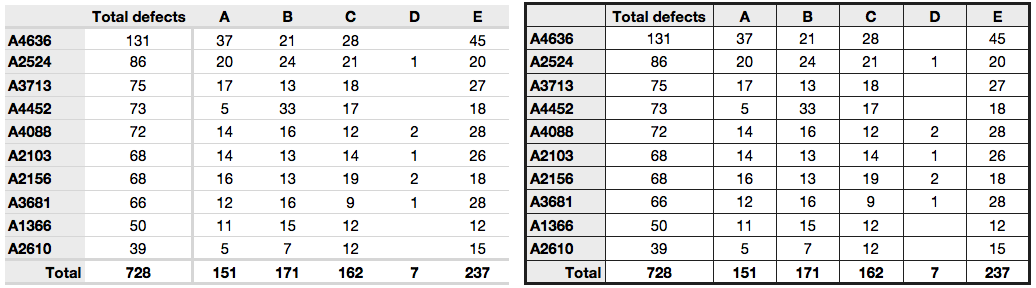 Total defects A B C D E
A4636 131 37 21 28 45
A2524 86 20 24 21 1 20
A3713 75 17 13 18 27
A4452 73 5 33 17 18
A4088 72 14 16 12 2 28
A2103 68 14 13 14 1 26
A2156 68 16 13 19 2 18
A3681 66 12 16 9 1 28
A1366 50 11 15 12 12
A2610 39 5 7 12 15
Total 728 151 171 162 7 237
Total defects A B C D E
A4636 131 37 21 28 45
A2524 86 20 24 21 1 20
A3713 75 17 13 18 27
A4452 73 5 33 17 18
A4088 72 14 16 12 2 28
A2103 68 14 13 14 1 26
A2156 68 16 13 19 2 18
A3681 66 12 16 9 1 28
A1366 50 11 15 12 12
A2610 39 5 7 12 15
Total 728 151 171 162 7 237